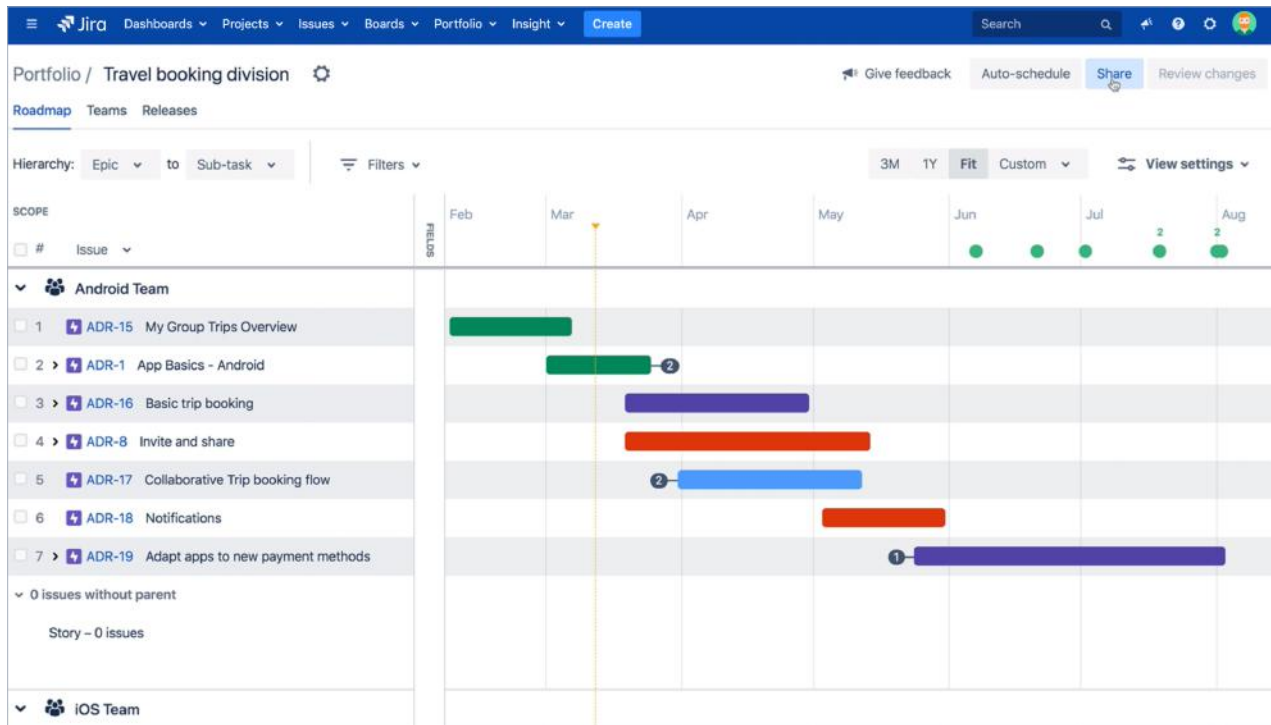 Jira Dashboards Projects Issues Boards Portfolio Insight Create Search
Portfolio / Travel booking division Give feedback Auto-schedule Share Review changes
Roadmap Teams Releases
Hierarchy: Epic to Sub-task Filters 3M 1Y Fit Custom View settings
SCOPE FIELDS Feb Mar Apr May Jun Jul Aug
2 2
# Issue
Android Team
1 ADR-15 My Group Trips Overview
2 ADR-1 App Basics - Android 2
3 ADR-16 Basic trip booking
4 ADR-8 Invite and share
5 ADR-17 Collaborative Trip booking flow 2
6 ADR-18 Notifications
7 ADR-19 Adapt apps to new payment methods 1
0 issues without parent
Story – 0 issues
iOS Team